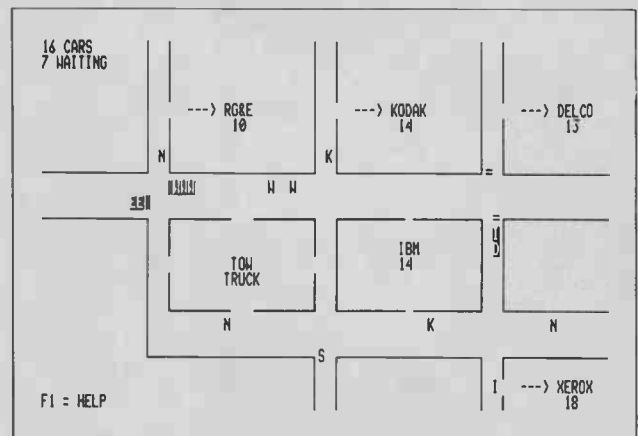 16 CARS
7 WAITING
---> RG&E
10
---> KODAK
14
---> DELCO
13
N
K
W W
TOW
TRUCK
IBM
14
N
K
N
S
I
---> XEROX
18
F1 = HELP